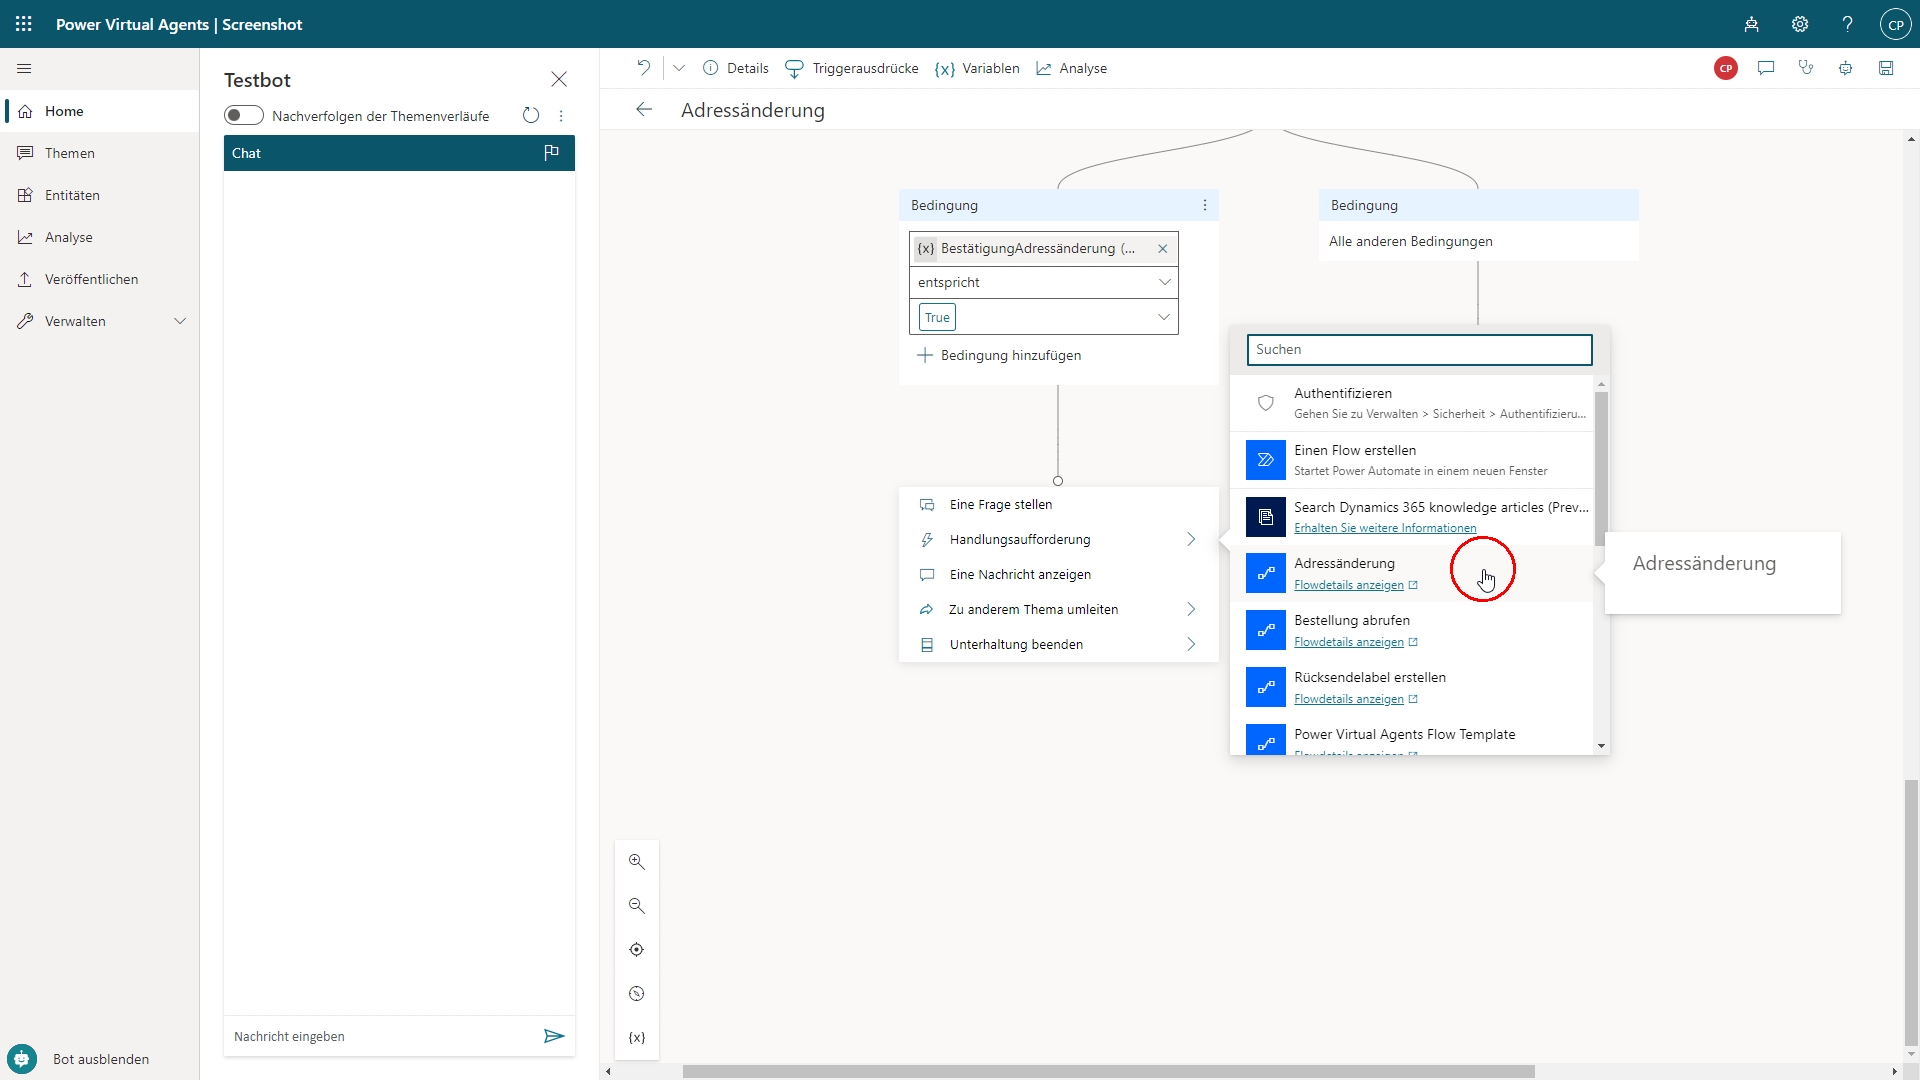 Power Virtual Agents | Screenshot
CP
Home
Themen
Entitäten
Analyse
Veröffentlichen
Verwalten
Bot ausblenden
Testbot
Nachverfolgen der Themenverläufe
Chat
Nachricht eingeben
Details
Triggerausdrücke
{x} Variablen
Analyse
CP
Adressänderung
Bedingung
{x} BestätigungAdressänderung (...
entspricht
True
Bedingung hinzufügen
Bedingung
Alle anderen Bedingungen
Eine Frage stellen
Handlungsaufforderung
Eine Nachricht anzeigen
Zu anderem Thema umleiten
Unterhaltung beenden
Suchen
Authentifizieren
Gehen Sie zu Verwalten > Sicherheit > Authentifizieru...
Einen Flow erstellen
Startet Power Automate in einem neuen Fenster
Search Dynamics 365 knowledge articles (Prev...
Erhalten Sie weitere Informationen
Adressänderung
Flowdetails anzeigen
Bestellung abrufen
Flowdetails anzeigen
Rücksendelabel erstellen
Flowdetails anzeigen
Power Virtual Agents Flow Template
Flowdetails anzeigen
Adressänderung
{x}